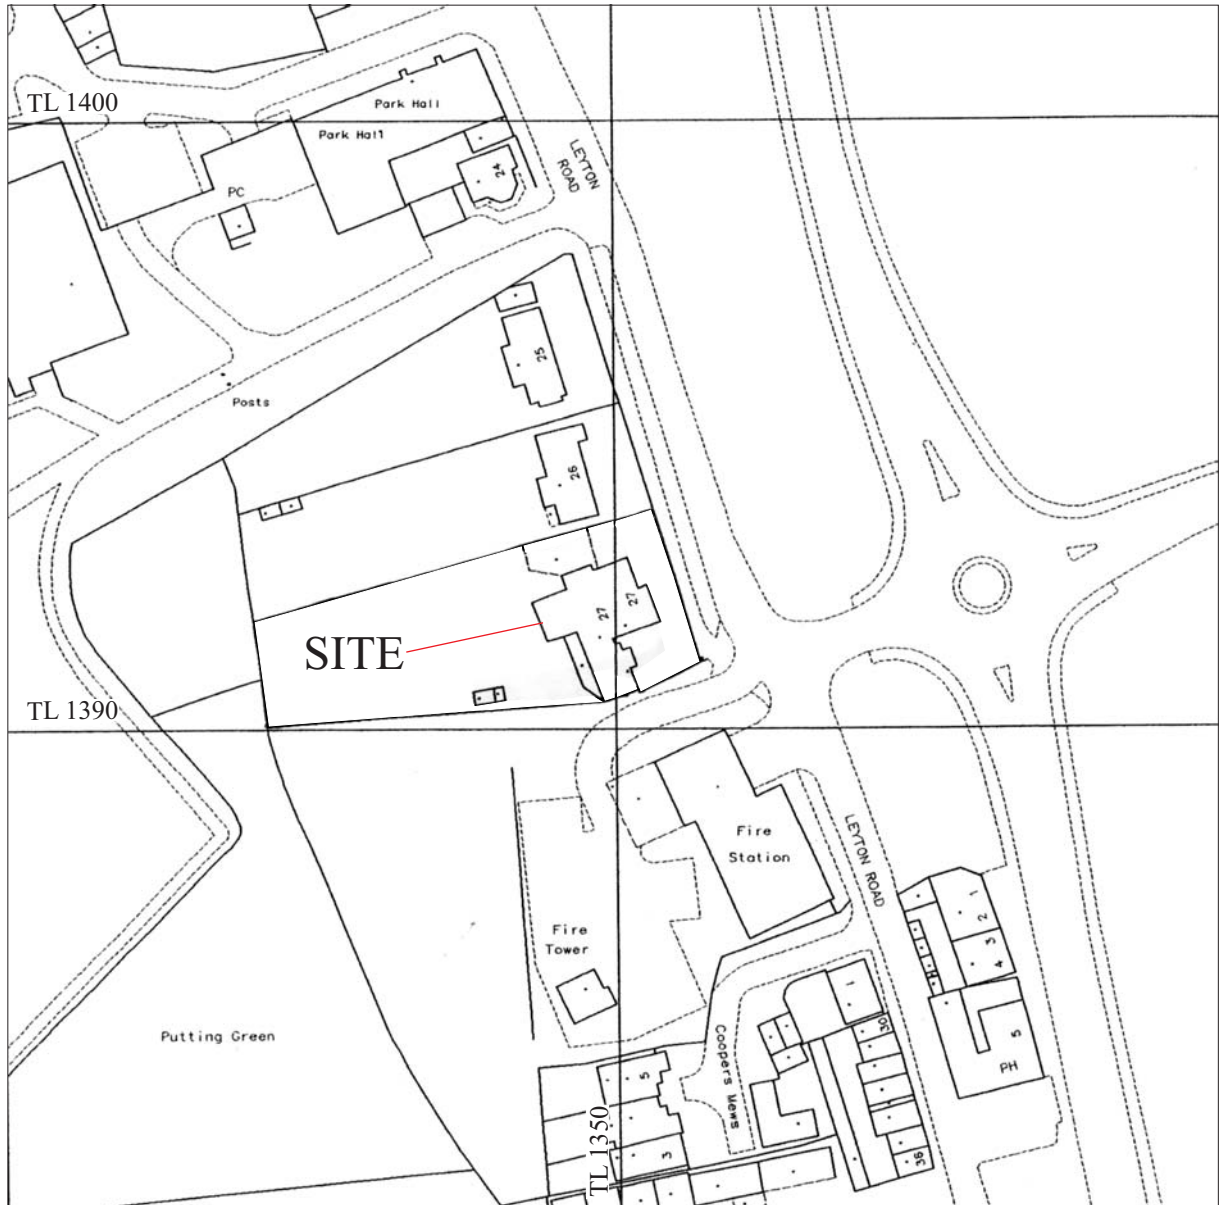 TL 1400
Park Hall
Park Hall
LEYTON
ROAD
24
PC
25
Posts
26
27
27
SITE
TL 1390
Fire
Station
LEYTON ROAD
Fire
Tower
1
2
3
4
5
PH
Putting Green
Coopers Mews
1
30
5
3
36
TL 1350